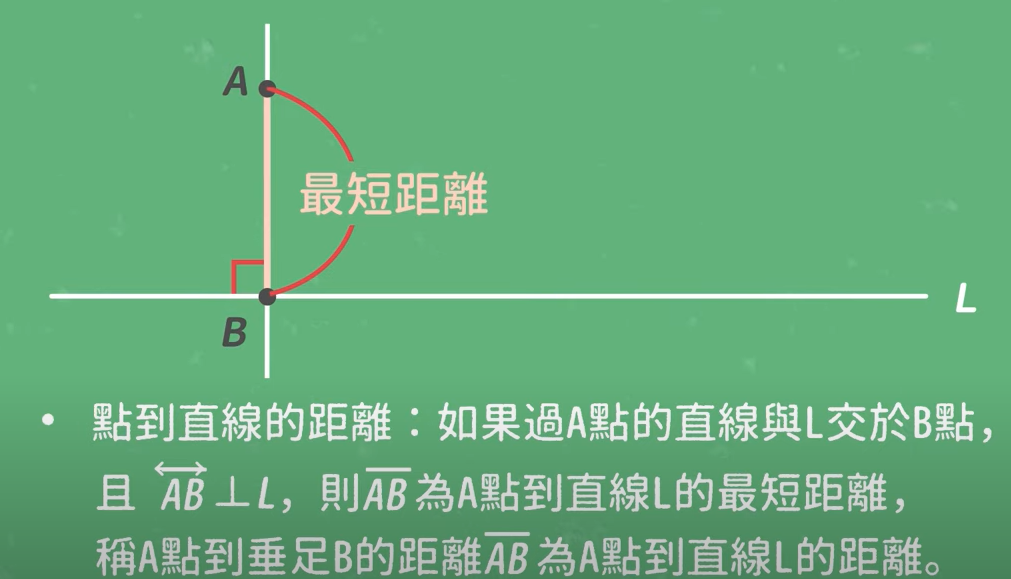 A
最短距離
L
B
• 點到直線的距離：如果過A點的直線與L交於B點，
且 \overleftrightarrow{AB}⊥L，則\overline{AB}為A點到直線L的最短距離，
稱A點到垂足B的距離\overline{AB}為A點到直線L的距離。